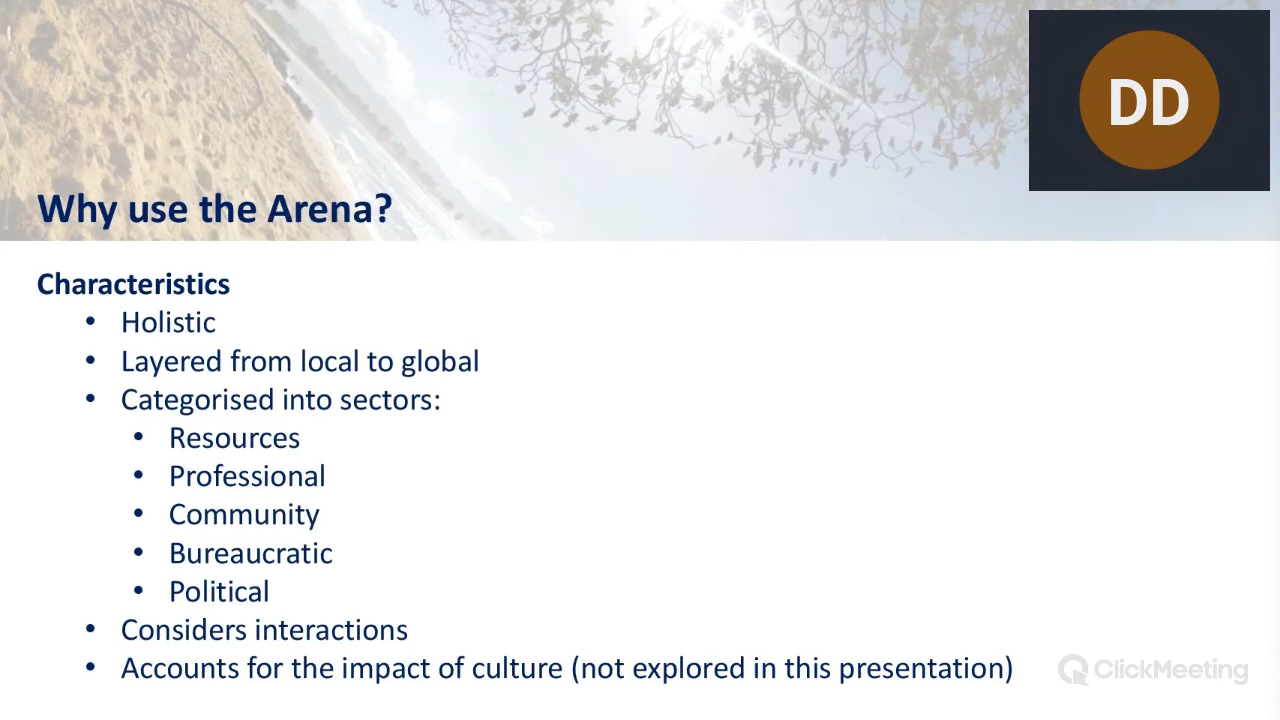 DD
Why use the Arena?
Characteristics
• Holistic
• Layered from local to global
• Categorised into sectors:
• Resources
• Professional
• Community
• Bureaucratic
• Political
• Considers interactions
• Accounts for the impact of culture (not explored in this presentation)
ClickMeeting